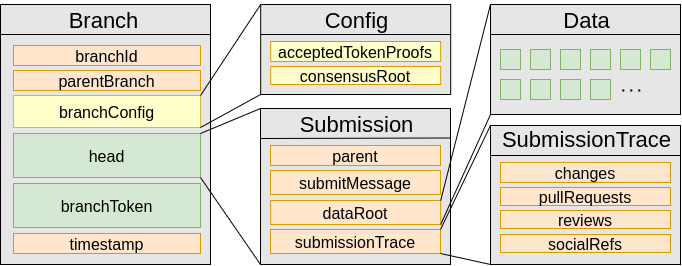 Branch
branchId
parentBranch
branchConfig
head
branchToken
timestamp
Config
acceptedTokenProofs
consensusRoot
Submission
parent
submitMessage
dataRoot
submissionTrace
Data
...
SubmissionTrace
changes
pullRequests
reviews
socialRefs